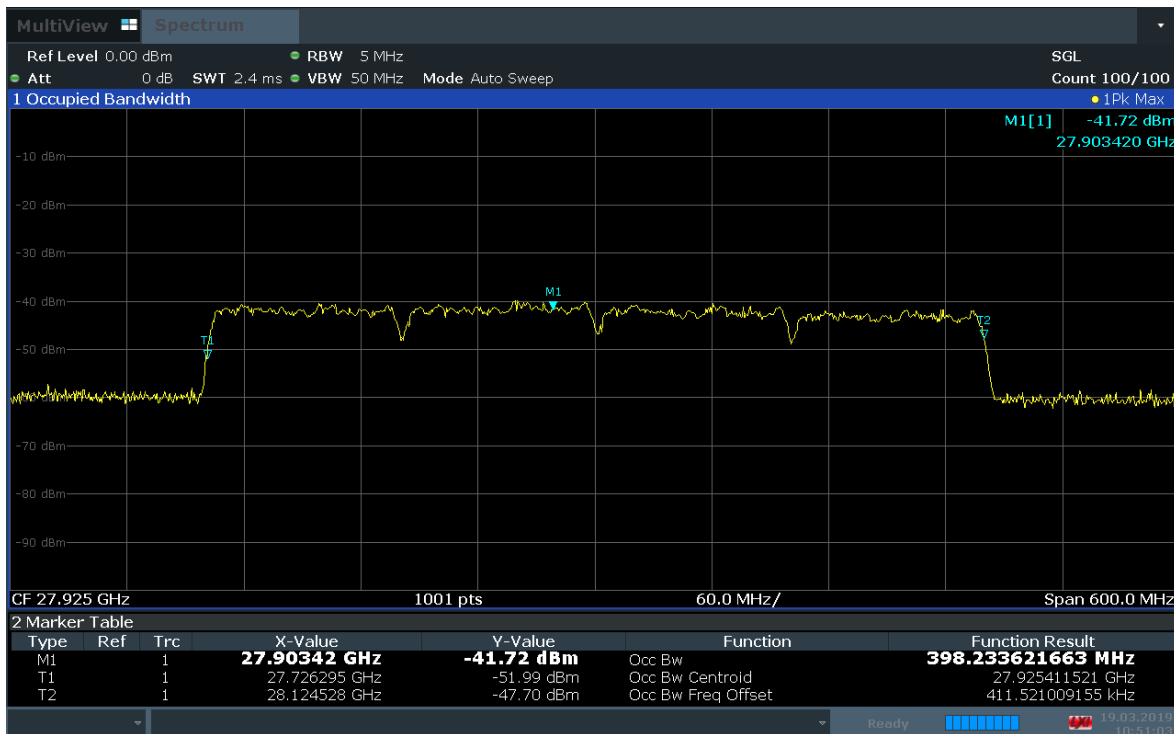 MultiView Spectrum
Ref Level 0.00 dBm RBW 5 MHz SGL
Att 0 dB SWT 2.4 ms VBW 50 MHz Mode Auto Sweep Count 100/100
1 Occupied Bandwidth 1Pk Max
M1[1] -41.72 dBm
27.903420 GHz
-10 dBm
-20 dBm
-30 dBm
-40 dBm
M1
T2
T1
-50 dBm
-70 dBm
-80 dBm
-90 dBm
CF 27.925 GHz 1001 pts 60.0 MHz/ Span 600.0 MHz
2 Marker Table
Type Ref Trc X-Value Y-Value Function Function Result
M1 1 27.90342 GHz -41.72 dBm Occ Bw 398.233621663 MHz
T1 1 27.726295 GHz -51.99 dBm Occ Bw Centroid 27.925411521 GHz
T2 1 28.124528 GHz -47.70 dBm Occ Bw Freq Offset 411.521009155 kHz
Ready 19.03.2019
10:51:03